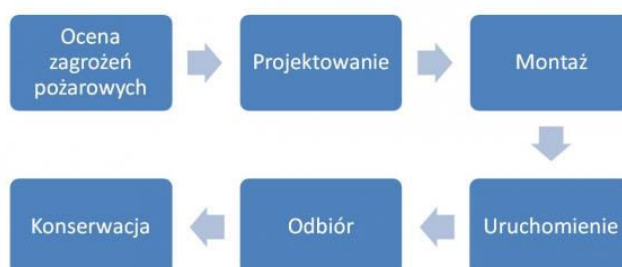 Ocena
zagrożeń
pożarowych
Projektowanie
Montaż
Uruchomienie
Odbiór
Konserwacja